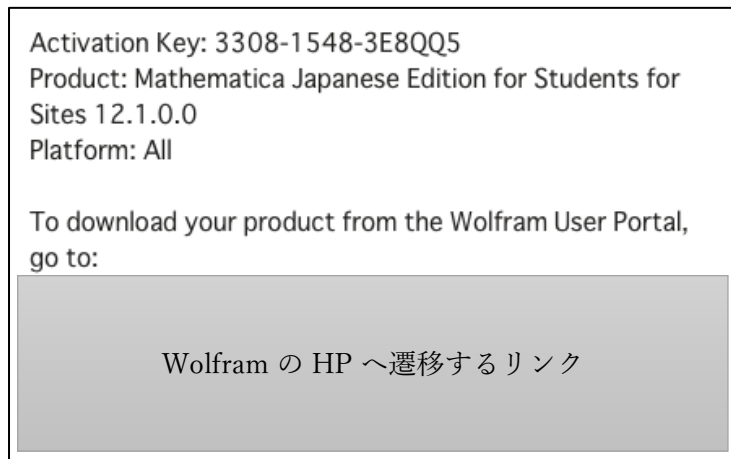 Activation Key: 3308-1548-3E8QQ5
Product: Mathematica Japanese Edition for Students for
Sites 12.1.0.0
Platform: All
To download your product from the Wolfram User Portal,
go to:
Wolfram の HP へ遷移するリンク